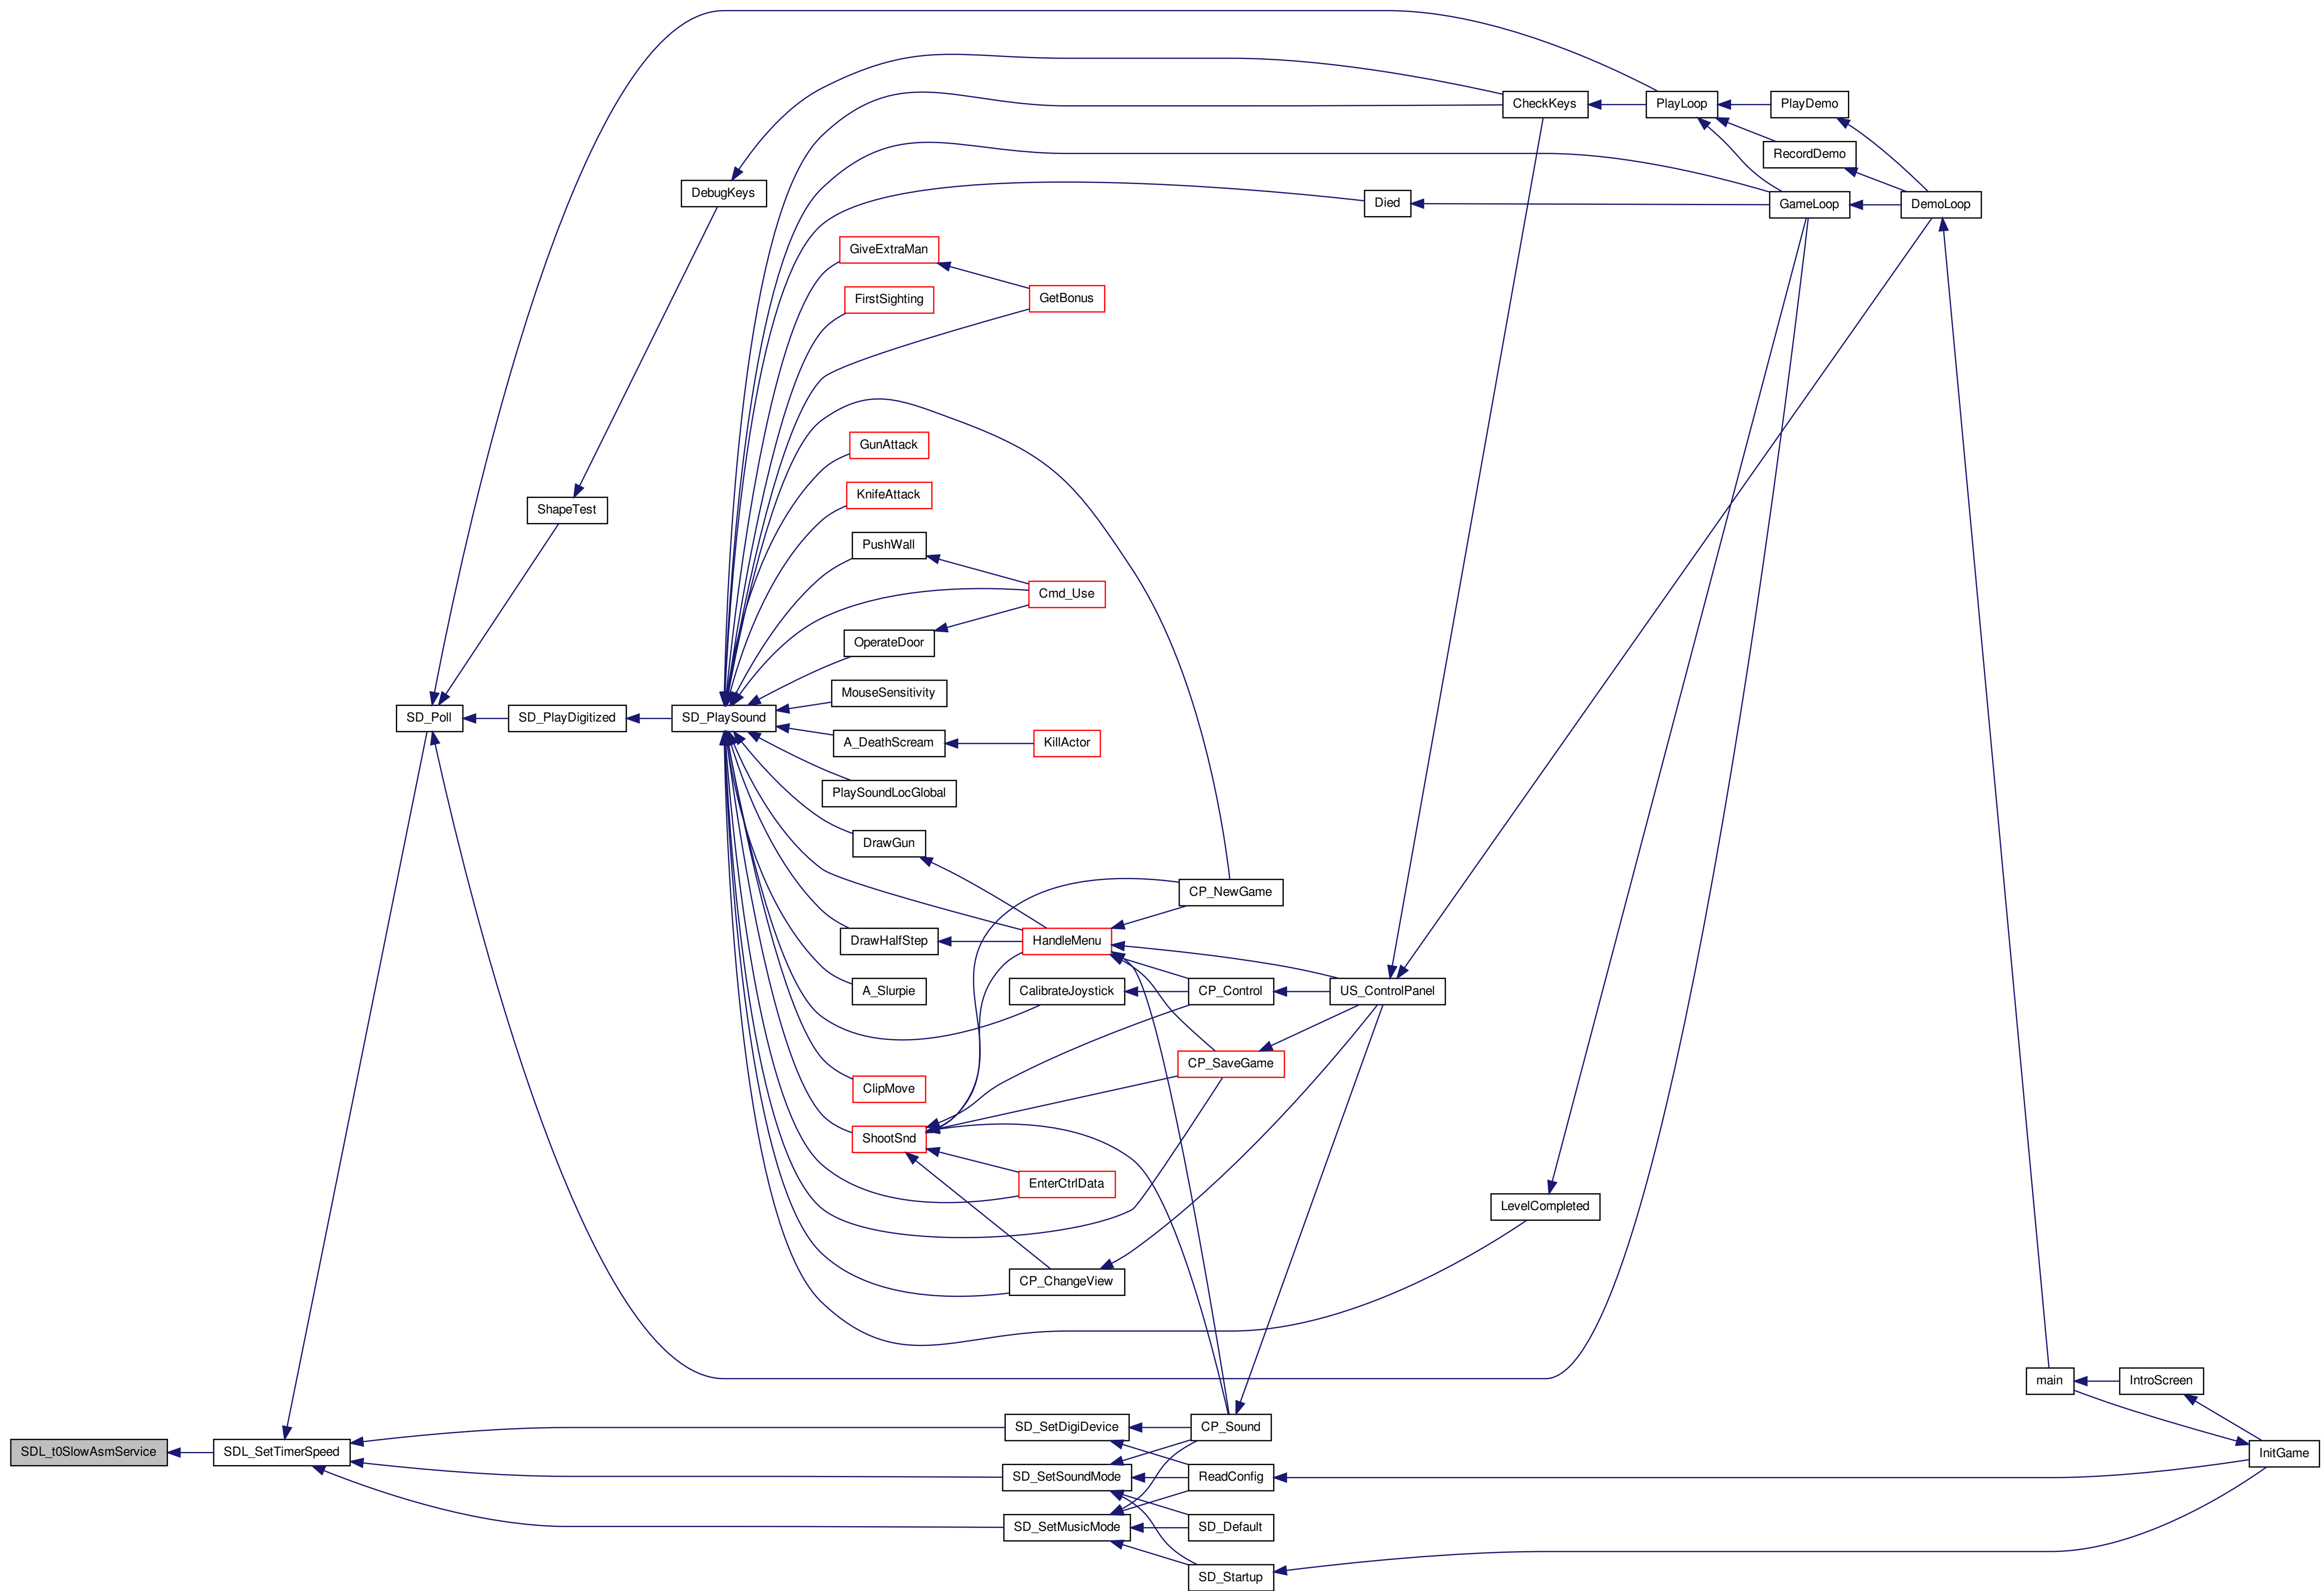 CheckKeys
PlayLoop
PlayDemo
RecordDemo
DebugKeys
Died
GameLoop
DemoLoop
GiveExtraMan
FirstSighting
GetBonus
GunAttack
KnifeAttack
ShapeTest
PushWall
Cmd_Use
OperateDoor
MouseSensitivity
SD_Poll
SD_PlayDigitized
SD_PlaySound
A_DeathScream
KillActor
PlaySoundLocGlobal
DrawGun
CP_NewGame
DrawHalfStep
HandleMenu
A_Slurpie
CalibrateJoystick
CP_Control
US_ControlPanel
CP_SaveGame
ClipMove
ShootSnd
EnterCtrlData
LevelCompleted
CP_ChangeView
main
IntroScreen
SD_SetDigiDevice
CP_Sound
SDL_t0SlowAsmService
SDL_SetTimerSpeed
InitGame
SD_SetSoundMode
ReadConfig
SD_SetMusicMode
SD_Default
SD_Startup